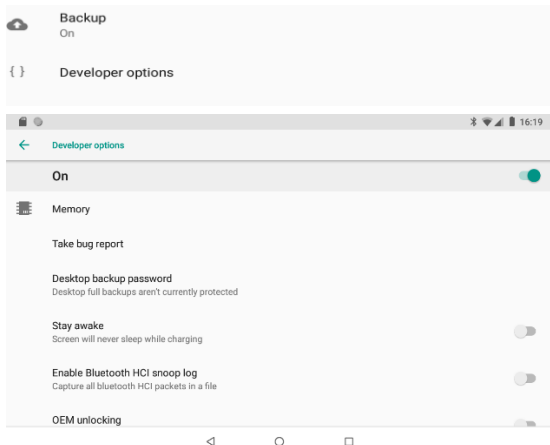 Backup
On
{ } Developer options
16:19
Developer options
On
Memory
Take bug report
Desktop backup password
Desktop full backups aren't currently protected
Stay awake
Screen will never sleep while charging
Enable Bluetooth HCI snoop log
Capture all bluetooth HCI packets in a file
OEM unlocking